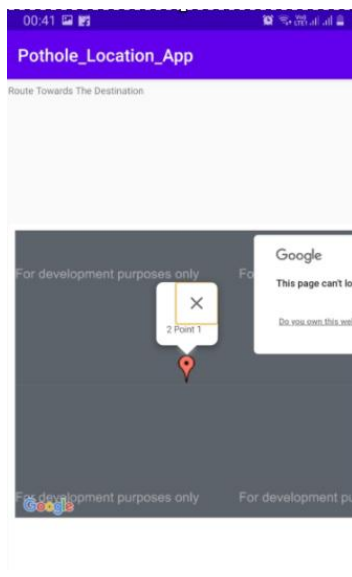 00:41
Pothole_Location_App
Route Towards The Destination
For development purposes only
Fo
Google
This page can't lo
Do you own this wel
2 Point 1
For development purposes only
For development pu
Google